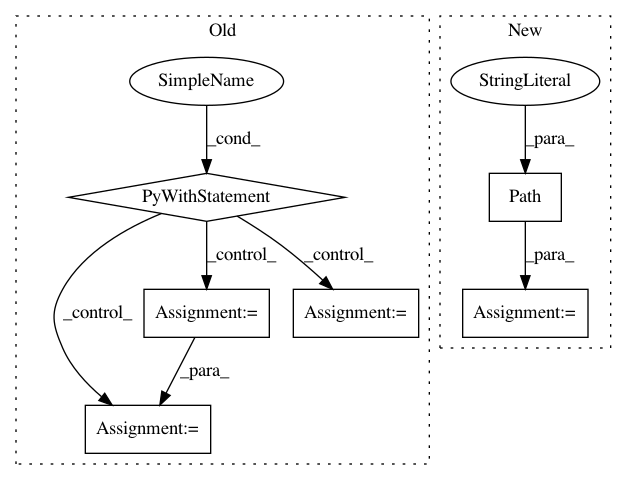 Old
New
SimpleName
StringLiteral
_cond_
_para_
PyWithStatement
Path
_control_
_control_
_control_
_para_
Assignment:=
Assignment:=
Assignment:=
_para_
Assignment:=